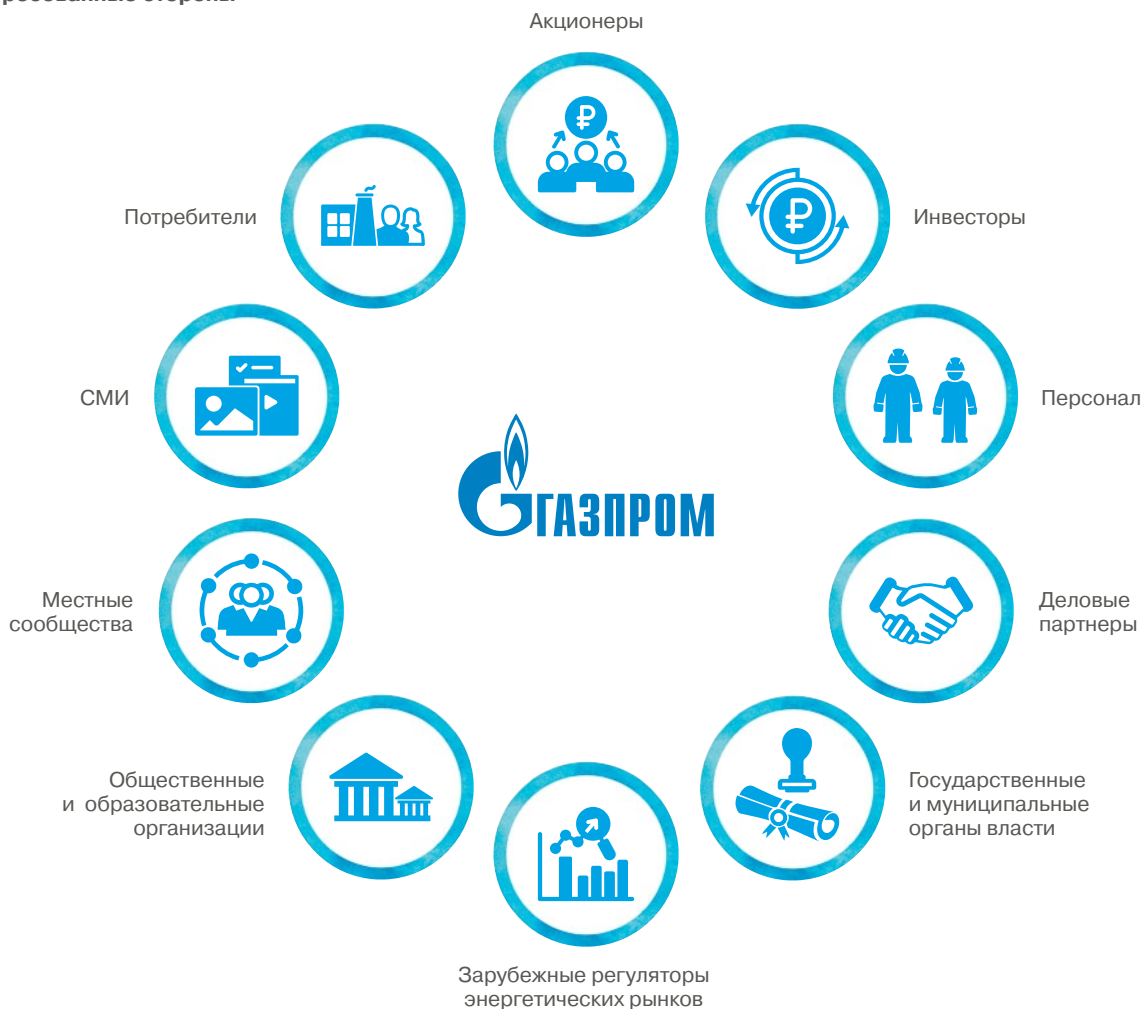 Акционеры
Инвесторы
Потребители
СМИ
Персонал
ГАЗПРОМ
Местные
сообщества
Деловые
партнеры
Общественные
и образовательные
организации
Государственные
и муниципальные
органы власти
Зарубежные регуляторы
энергетических рынков